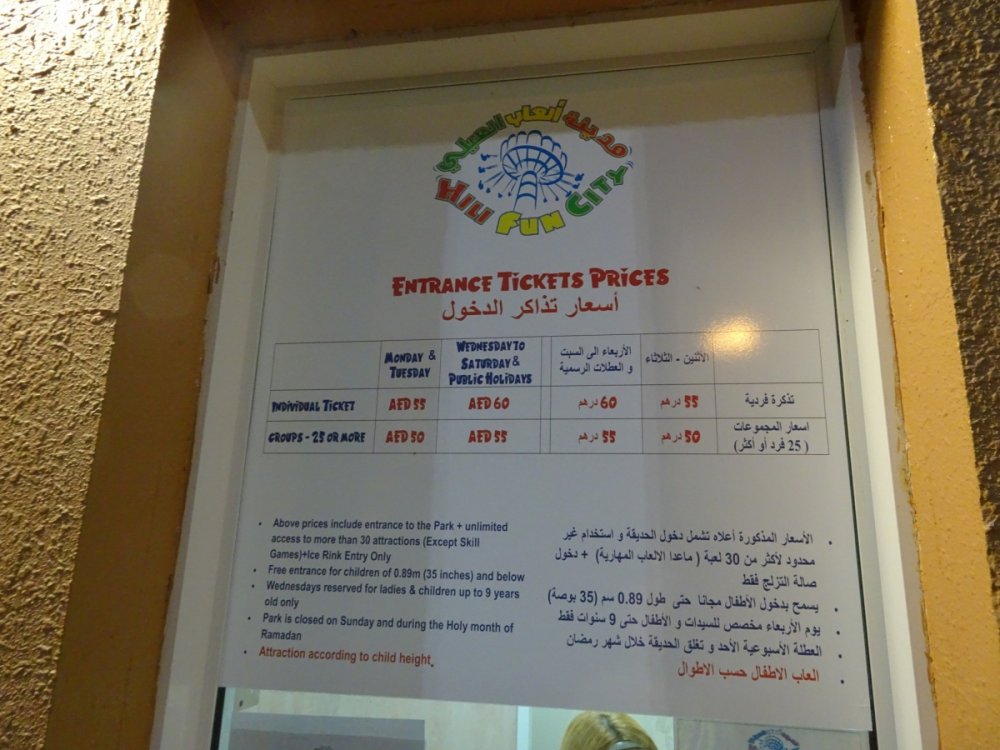 مدينة ألعاب الهيلي
HILI FUN CITY
ENTRANCE TICKETS PRICES
أسعار تذاكر الدخول
MONDAY & TUESDAY
WEDNESDAY TO SATURDAY & PUBLIC HOLIDAYS
الأربعاء الى السبت و العطلات الرسمية
الأثنين - الثلاثاء
INDIVIDUAL TICKET AED 55 AED 60 60 درهم 55 درهم تذكرة فردية
GROUPS - 25 OR MORE AED 50 AED 55 55 درهم 50 درهم اسعار المجموعات (25 فرد أو أكثر)
• Above prices include entrance to the Park + unlimited
access to more than 30 attractions (Except Skill
Games)+Ice Rink Entry Only
• Free entrance for children of 0.89m (35 inches) and below
• Wednesdays reserved for ladies & children up to 9 years
old only
• Park is closed on Sunday and during the Holy month of
Ramadan
• Attraction according to child height.
• الأسعار المذكورة أعلاه تشمل دخول الحديقة و استخدام غير
محدود لأكثر من 30 لعبة ( ماعدا الالعاب المهارية) + دخول
صالة التزلج فقط
• يسمح بدخول الأطفال مجانا حتى طول 0.89 سم (35 بوصة)
• يوم الأربعاء مخصص للسيدات و الأطفال حتى 9 سنوات فقط
• العطلة الأسبوعية الأحد و تغلق الحديقة خلال شهر رمضان
• العاب الاطفال حسب الاطوال